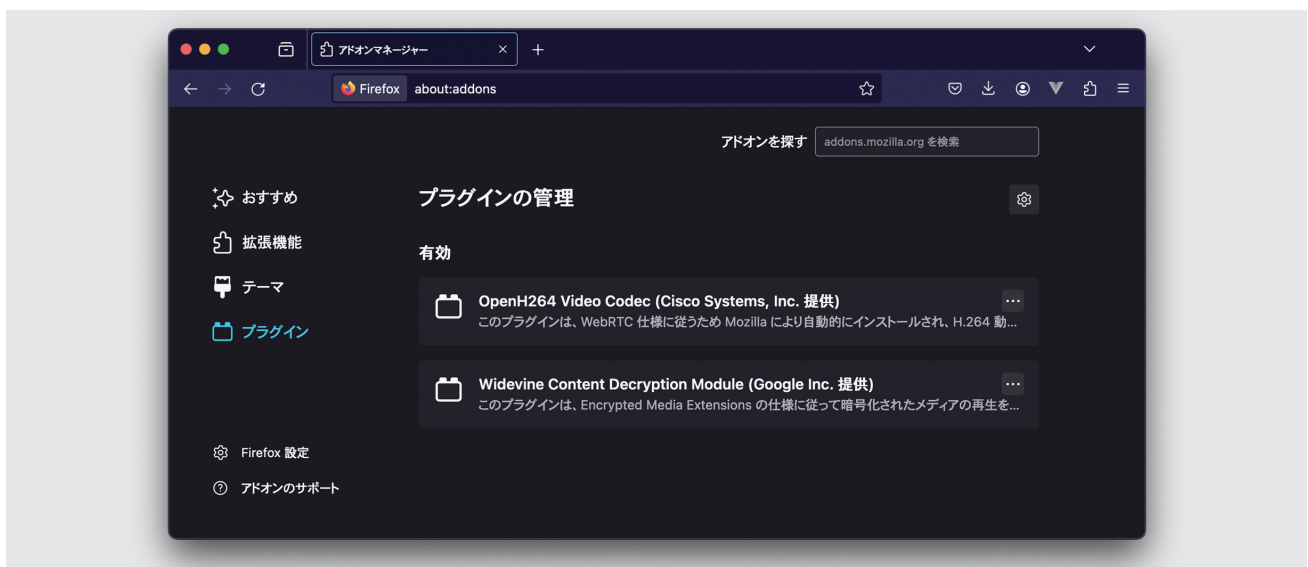 アドオンマネージャー
Firefox about:addons
アドオンを探す addons.mozilla.org を検索
おすすめ
拡張機能
テーマ
プラグイン
Firefox 設定
アドオンのサポート
プラグインの管理
有効
OpenH264 Video Codec (Cisco Systems, Inc. 提供)
このプラグインは、WebRTC 仕様に従うため Mozilla により自動的にインストールされ、H.264 動...
Widevine Content Decryption Module (Google Inc. 提供)
このプラグインは、Encrypted Media Extensions の仕様に従って暗号化されたメディアの再生を...